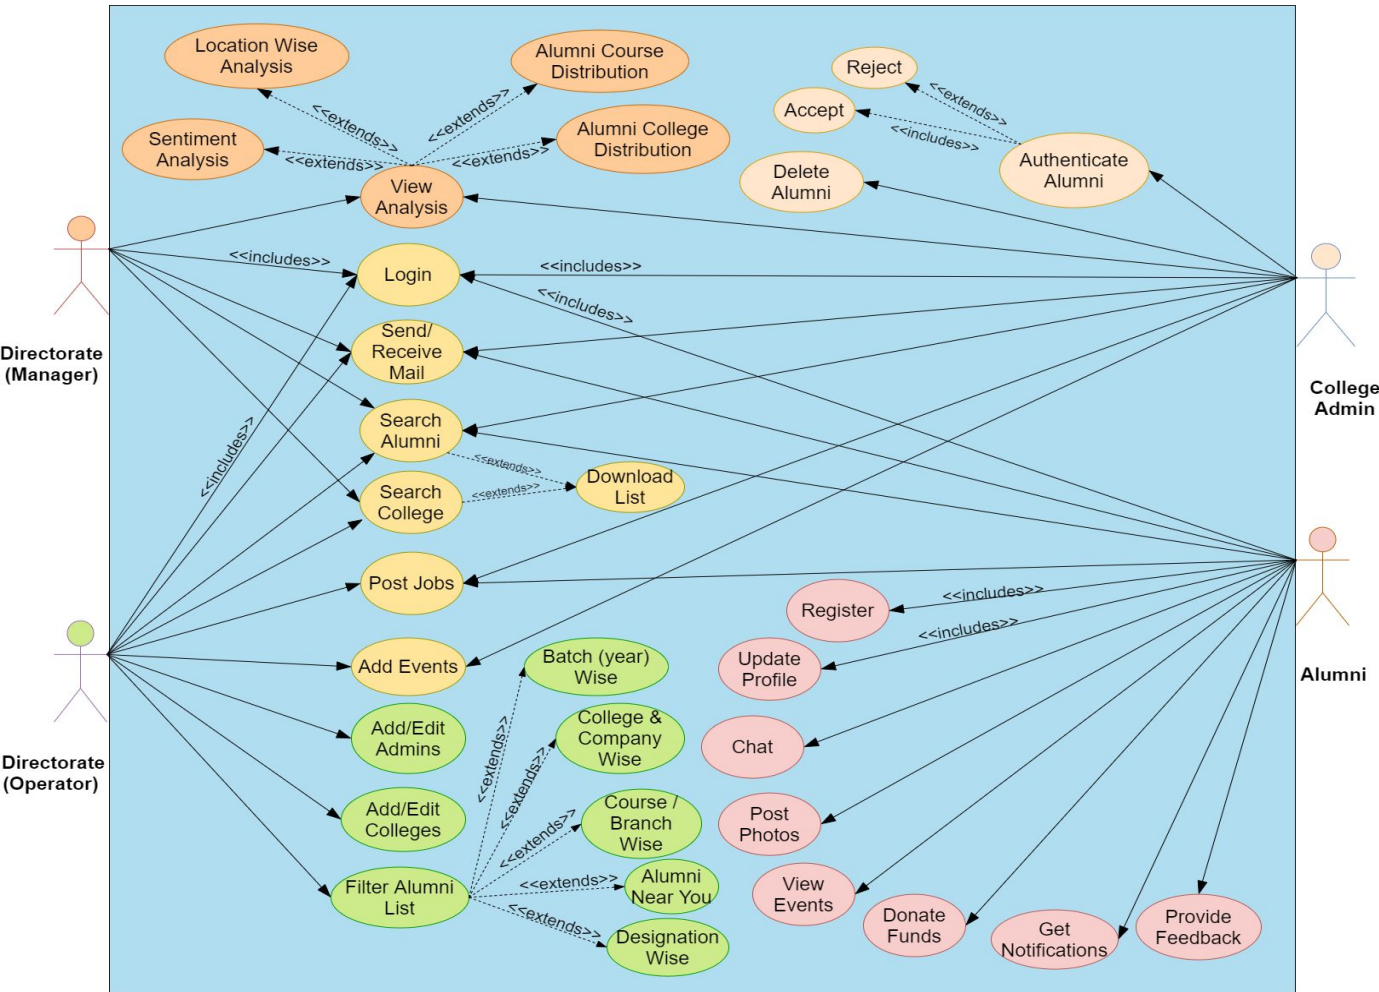 Location Wise
Analysis
Alumni Course
Distribution
Reject
<<extends>>
<<extends>>
<<extends>>
Accept
Sentiment
Analysis
<<extends>>
<<extends>>
Alumni College
Distribution
<<includes>>
Authenticate
Alumni
Delete
Alumni
View
Analysis
<<includes>>
Login
<<includes>>
<<includes>>
Send/
Receive
Mail
Directorate
(Manager)
College
Admin
Search
Alumni
<<includes>>
<<extends>>
Download
List
Search
College
<<extends>>
Post Jobs
Register
<<includes>>
<<includes>>
Add Events
Batch (year)
Wise
Update
Profile
Alumni
Add/Edit
Admins
<<extends>>
College &
Company
Wise
Chat
Directorate
(Operator)
<<extends>>
Add/Edit
Colleges
Course /
Branch
Wise
<<extends>>
Post
Photos
Filter Alumni
List
<<extends>>
Alumni
Near You
View
Events
<<extends>>
Designation
Wise
Donate
Funds
Get
Notifications
Provide
Feedback